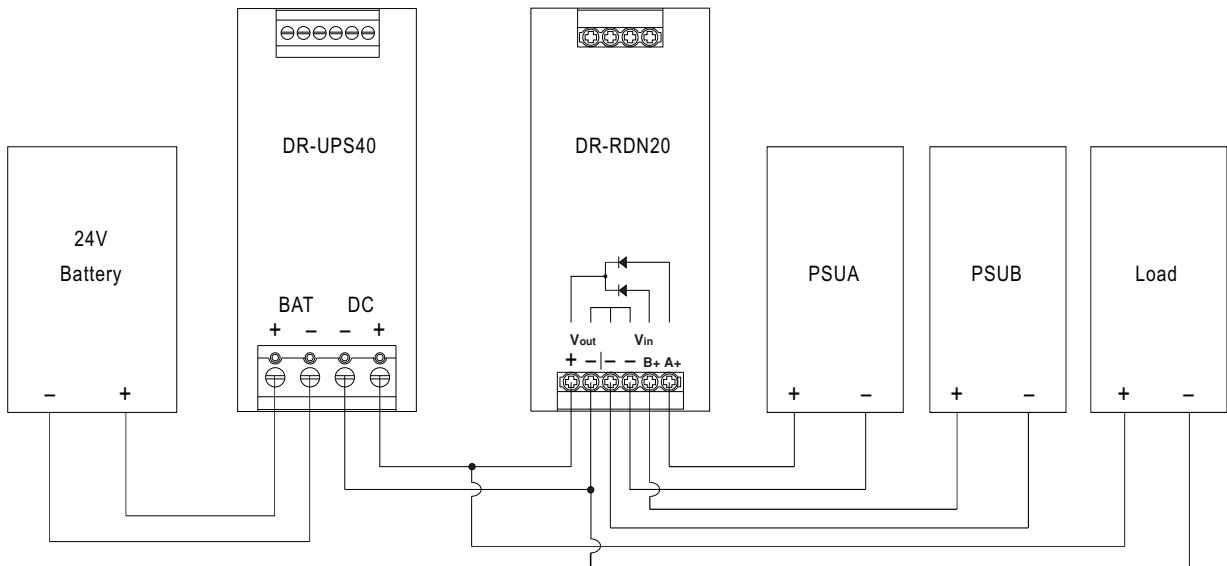 DR-UPS40
DR-RDN20
24V
Battery
PSUA
PSUB
Load
BAT DC
+ − − +
Vout Vin
+ −|− − B+ A+
− +
+ −
+ −
+ −